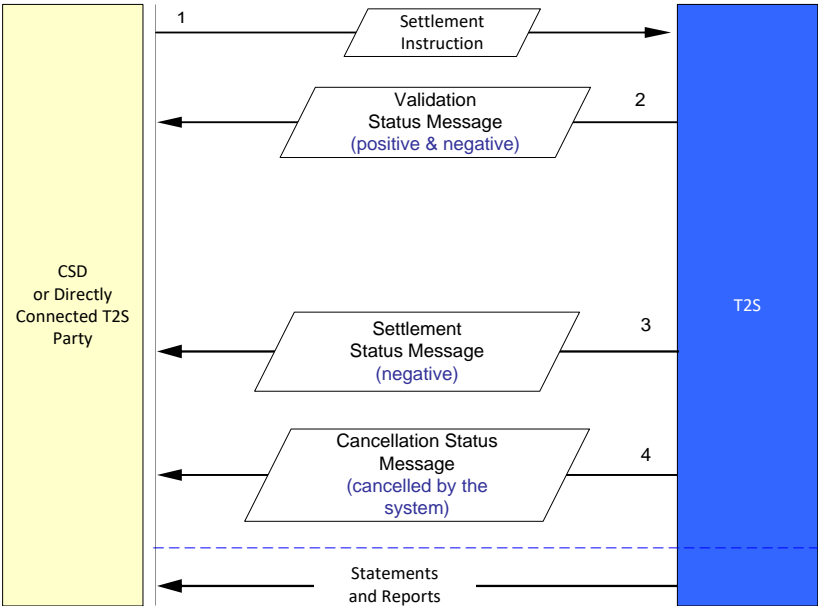 1
Settlement
Instruction
Validation
Status Message
(positive & negative)
2
CSD
or Directly
Connected T2S
Party
T2S
Settlement
Status Message
(negative)
3
Cancellation Status
Message
(cancelled by the
system)
4
Statements
and Reports